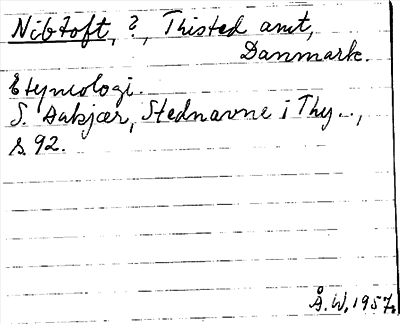 Nibtoft, ?, Thisted amt,
Danmark.
Etymologi.
S. Aakjær, Stednavne i Thy...,
s. 92.
Å. W. 1957.